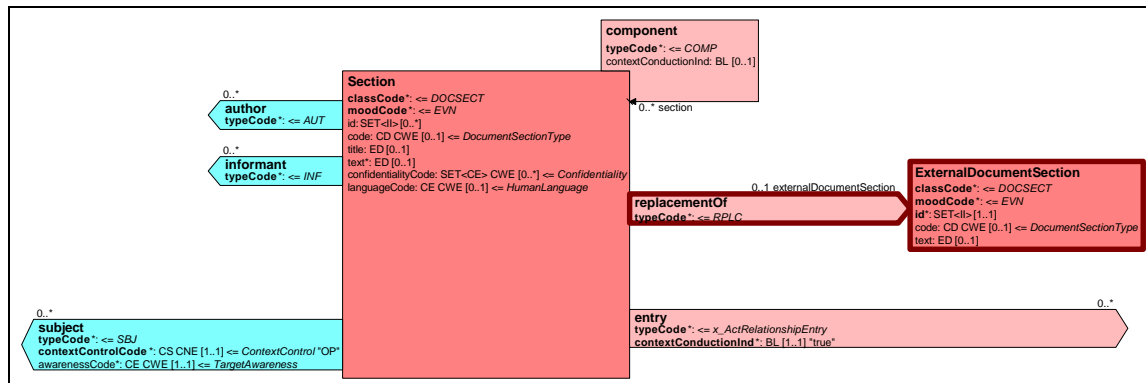 component
typeCode*: <= COMP
contextConductionInd: BL [0..1]
0..* section
Section
classCode*: <= DOCSECT
moodCode*: <= EVN
id: SET<II> [0..*]
code: CD CWE [0..1] <= DocumentSectionType
title: ED [0..1]
text*: ED [0..1]
confidentialityCode: SET<CE> CWE [0..*] <= Confidentiality
languageCode: CE CWE [0..1] <= HumanLanguage
0..*
author
typeCode*: <= AUT
0..*
informant
typeCode*: <= INF
0..1 externalDocumentSection
replacementOf
typeCode*: <= RPLC
ExternalDocumentSection
classCode*: <= DOCSECT
moodCode*: <= EVN
id*: SET<II> [1..1]
code: CD CWE [0..1] <= DocumentSectionType
text: ED [0..1]
0..*
subject
typeCode*: <= SBJ
contextControlCode*: CS CNE [1..1] <= ContextControl "OP"
awarenessCode*: CE CWE [1..1] <= TargetAwareness
0..*
entry
typeCode*: <= x_ActRelationshipEntry
contextConductionInd*: BL [1..1] "true"